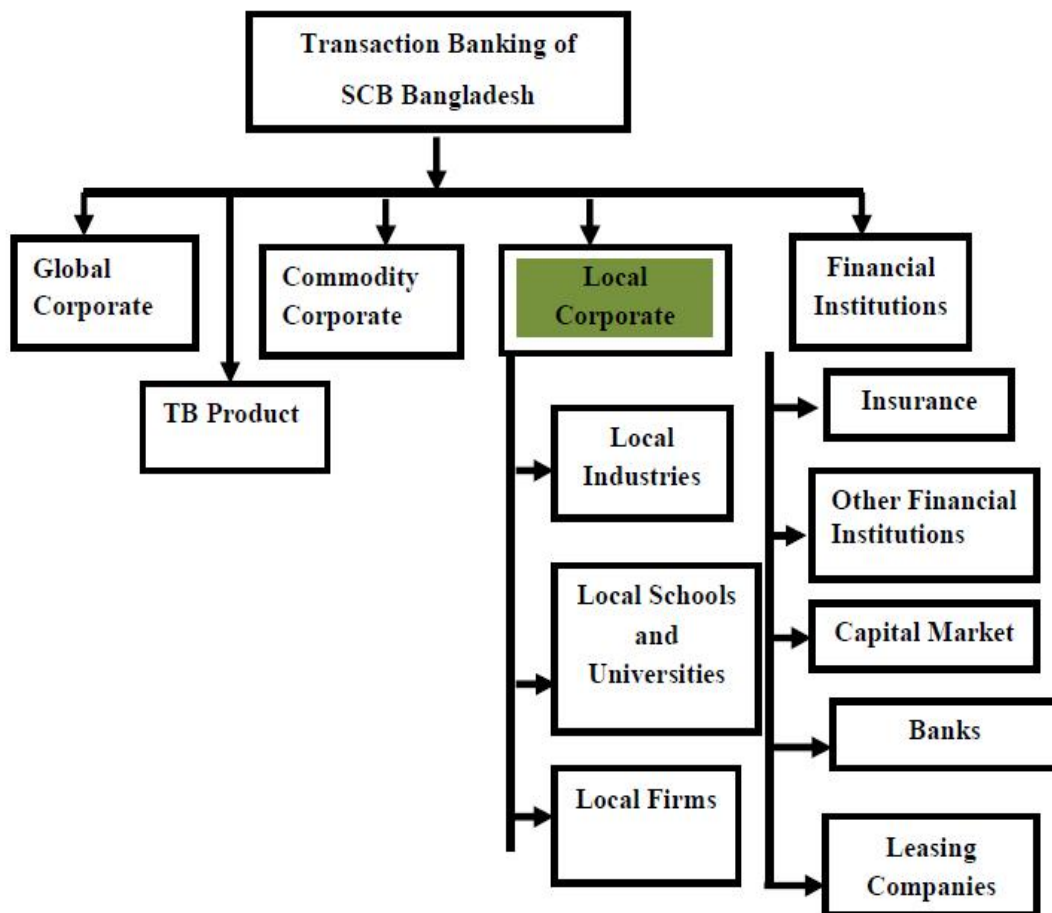 Transaction Banking of
SCB Bangladesh
Global
Corporate
Commodity
Corporate
Local
Corporate
Financial
Institutions
TB Product
Local
Industries
Local Schools
and
Universities
Local Firms
Insurance
Other Financial
Institutions
Capital Market
Banks
Leasing
Companies